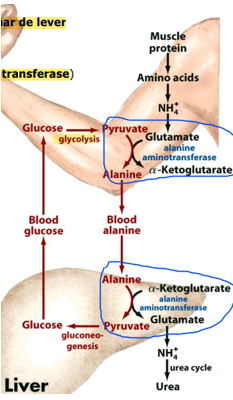 ar de lever
transferase)
Muscle
protein
Amino acids
NH₄⁺
Glucose
glycolysis
Pyruvate
Glutamate
alanine
aminotransferase
Alanine
α-Ketoglutarate
Blood
glucose
Blood
alanine
Alanine
α-Ketoglutarate
alanine
aminotransferase
Glucose
gluconeo-
genesis
Pyruvate
Glutamate
NH₄⁺
urea cycle
Urea
Liver